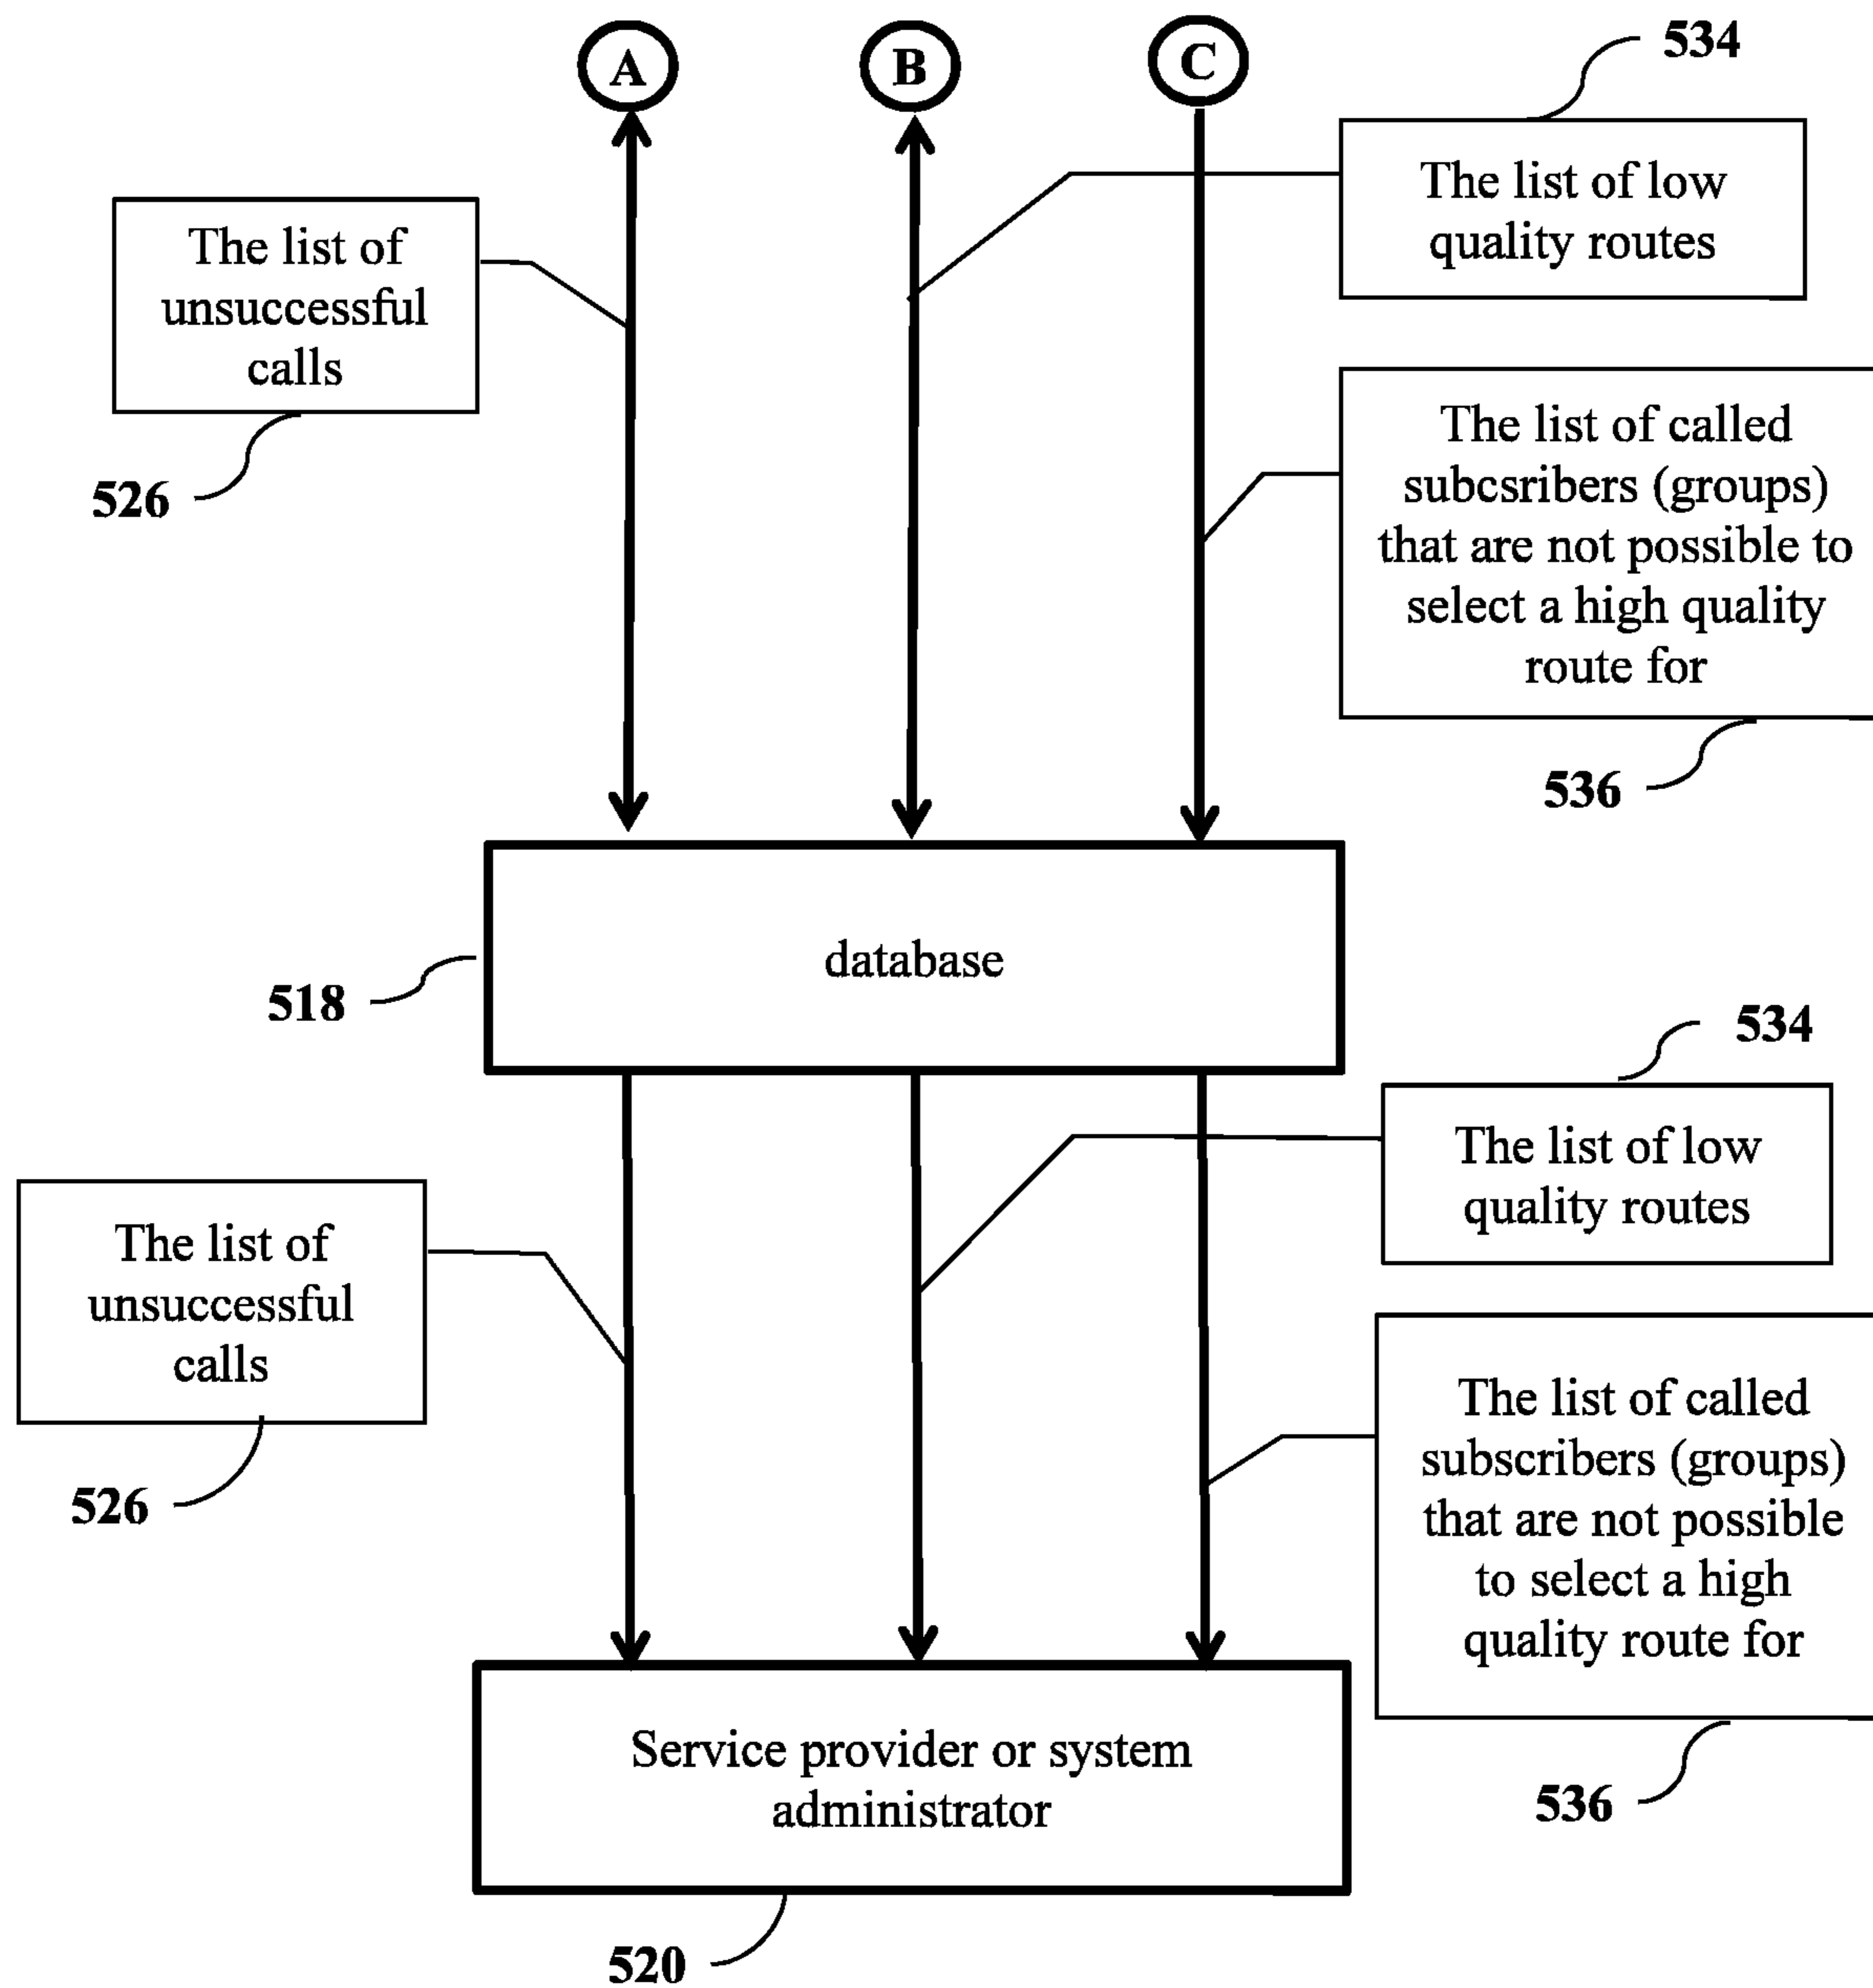 A
B
C
534
The list of low
quality routes
The list of
unsuccessful
calls
526
The list of called
subcsribers (groups)
that are not possible to
select a high quality
route for
536
database
518
534
The list of low
quality routes
The list of
unsuccessful
calls
526
The list of called
subscribers (groups)
that are not possible
to select a high
quality route for
536
Service provider or system
administrator
520